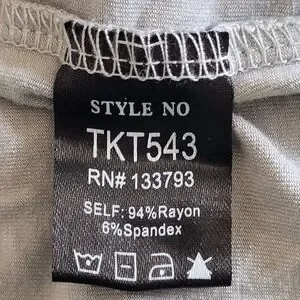 STYLE NO
TKT543
RN# 133793
SELF: 94%Rayon
6%Spandex